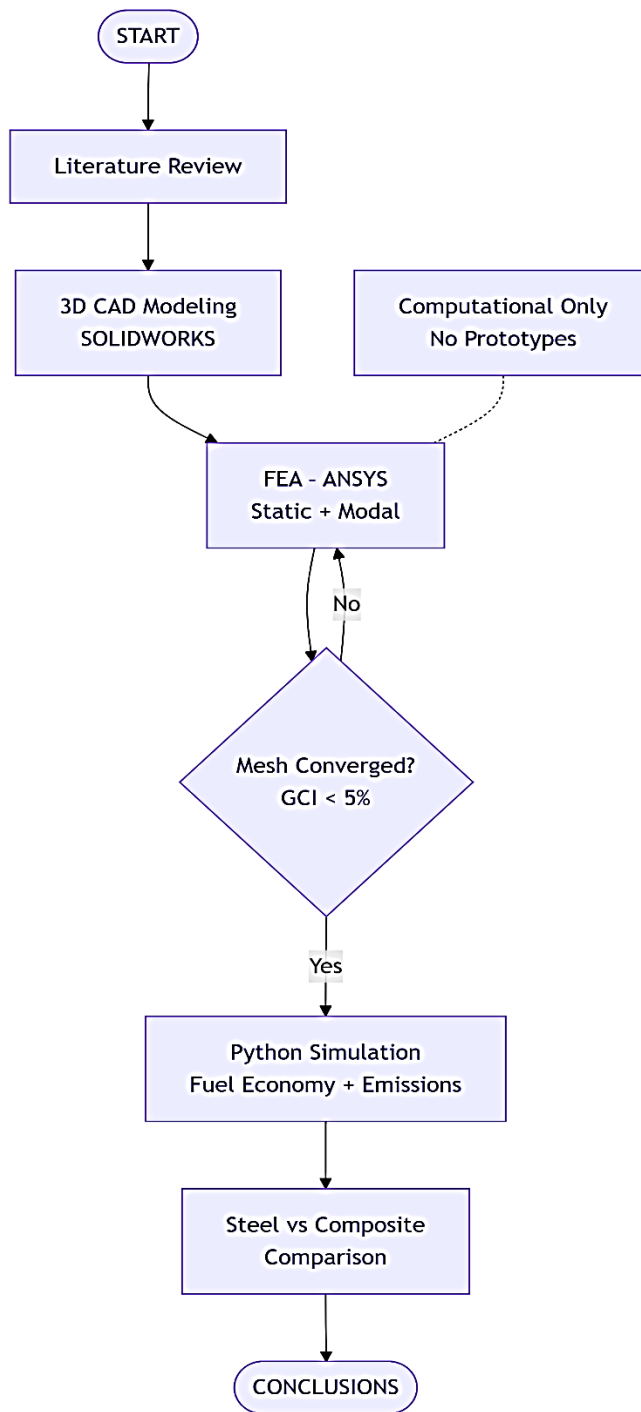 START
Literature Review
3D CAD Modeling
SOLIDWORKS
Computational Only
No Prototypes
FEA – ANSYS
Static + Modal
No
Mesh Converged?
GCI < 5%
Yes
Python Simulation
Fuel Economy + Emissions
Steel vs Composite
Comparison
CONCLUSIONS